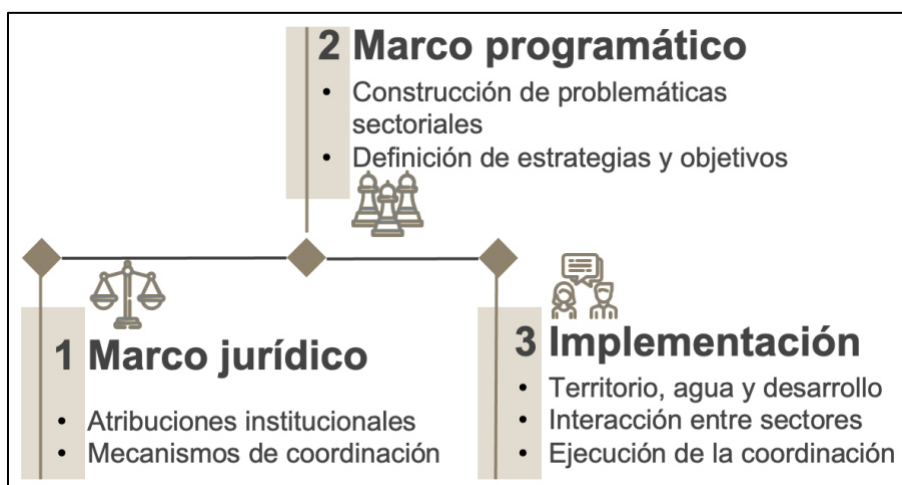 2 Marco programático
• Construcción de problemáticas
sectoriales
• Definición de estrategias y objetivos
1 Marco jurídico
• Atribuciones institucionales
• Mecanismos de coordinación
3 Implementación
• Territorio, agua y desarrollo
• Interacción entre sectores
• Ejecución de la coordinación